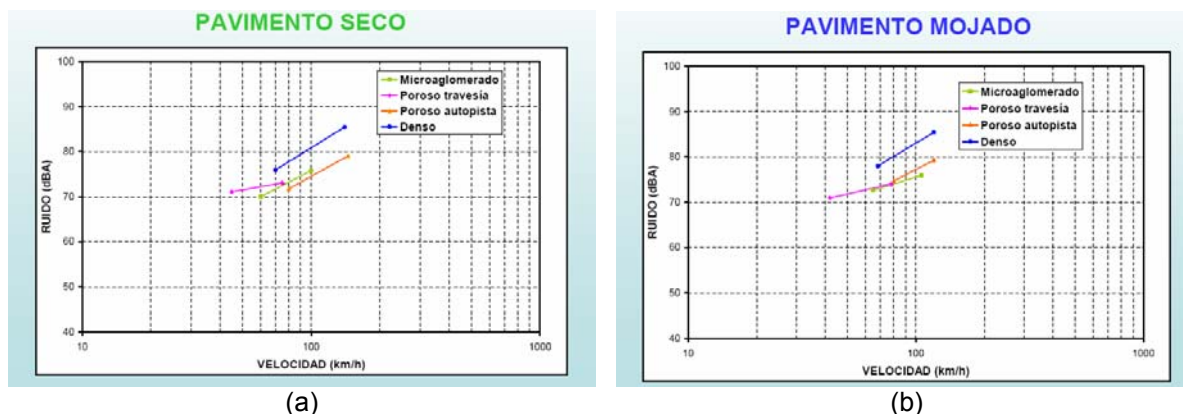 PAVIMENTO SECO
100
90
80
70
60
50
40
RUIDO (dBA)
Microaglomerado
Poroso travesía
Poroso autopista
Denso
10
100
1000
VELOCIDAD (km/h)
(a)
PAVIMENTO MOJADO
100
90
80
70
60
50
40
RUIDO (dBA)
Microaglomerado
Poroso travesía
Poroso autopista
Denso
10
100
1000
VELOCIDAD (km/h)
(b)